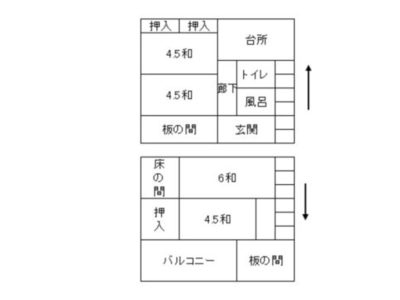 押入 押入
台所
4.5和
トイレ
廊下
4.5和
風呂
板の間
玄関
床の間
6和
押入
4.5和
バルコニー
板の間